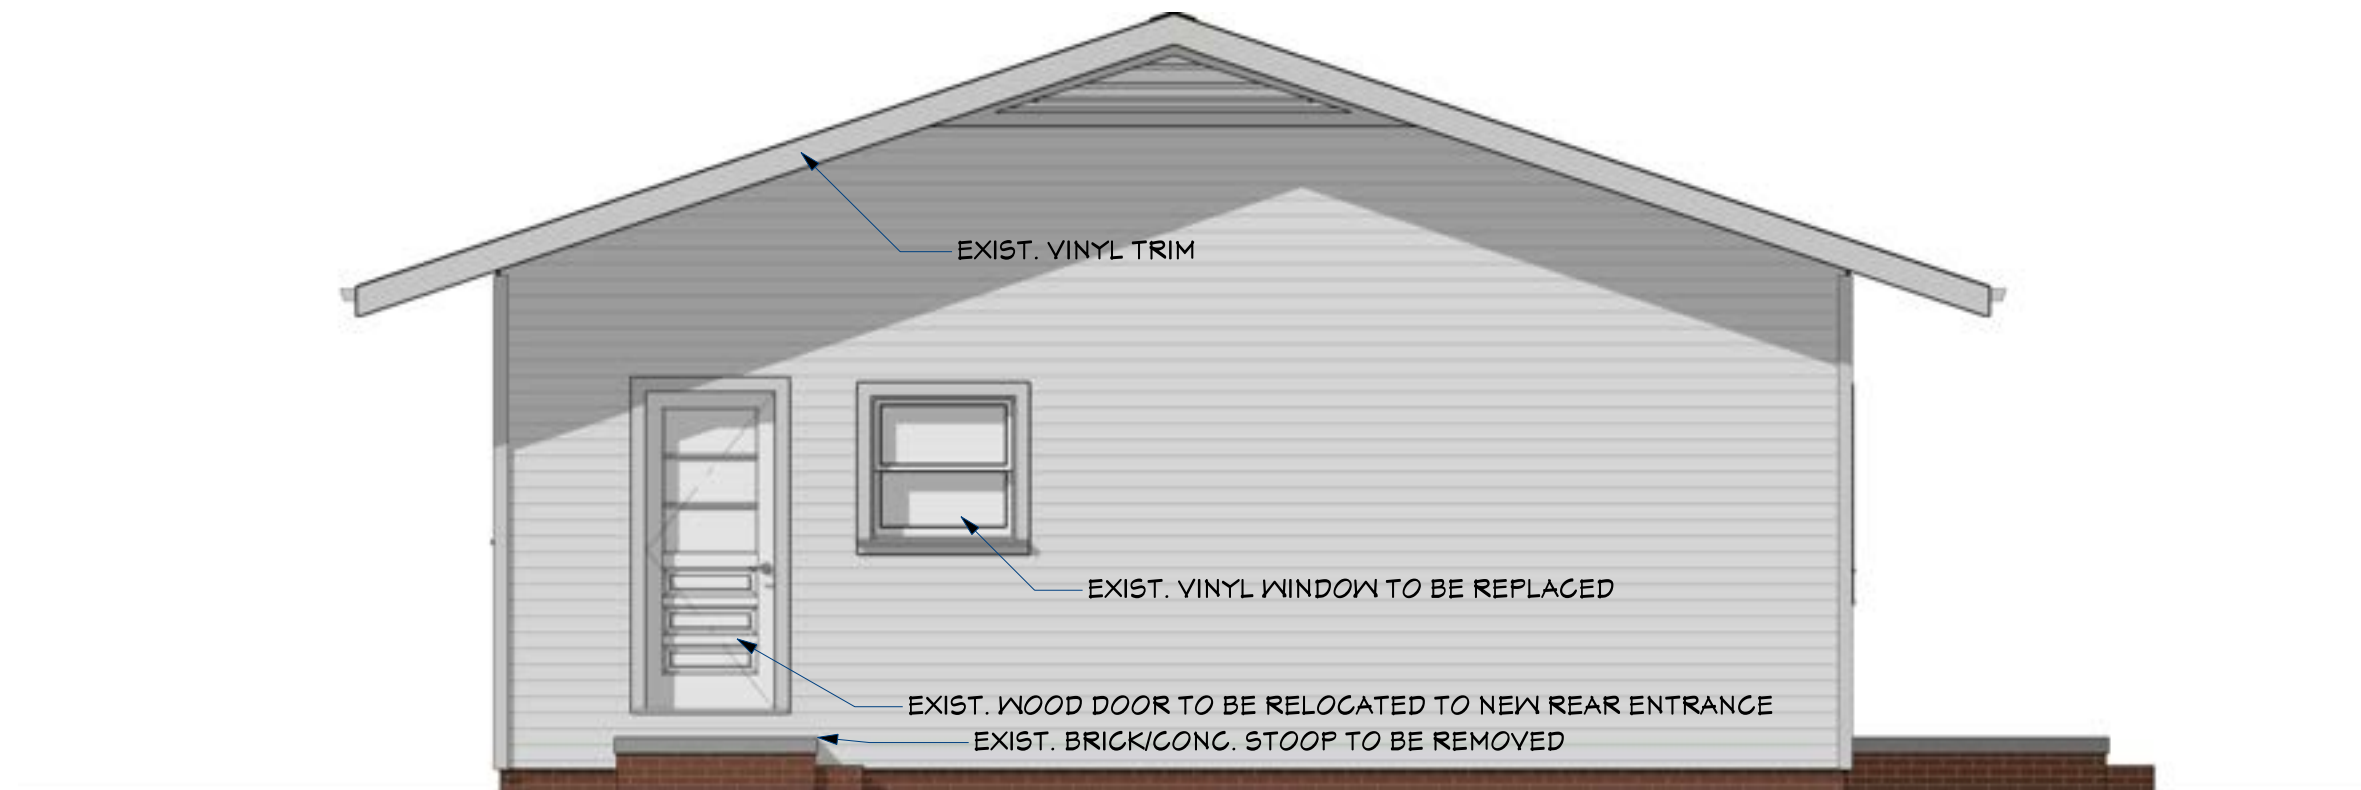 EXIST. VINYL TRIM
EXIST. VINYL WINDOW TO BE REPLACED
EXIST. WOOD DOOR TO BE RELOCATED TO NEW REAR ENTRANCE
EXIST. BRICK/CONC. STOOP TO BE REMOVED